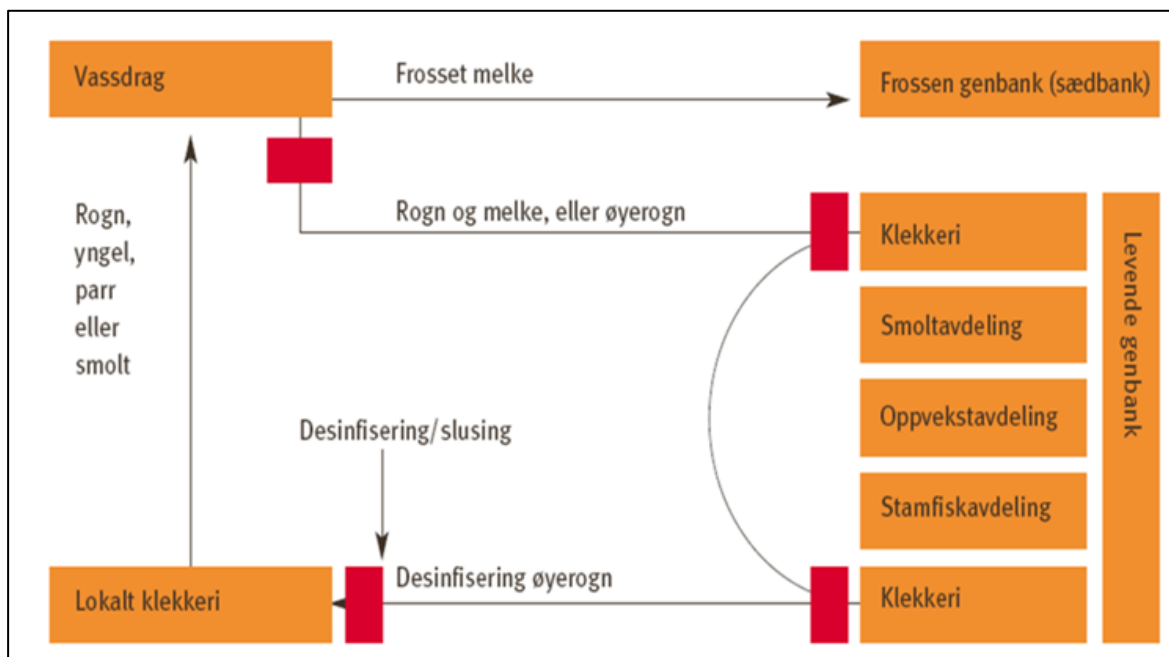 Vassdrag
Frosset melke
Frossen genbank (sædbank)
Rogn og melke, eller øyerogn
Klekkeri
Rogn,
yngel,
parr
eller
smolt
Smoltavdeling
Levende genbank
Oppvekstavdeling
Desinfisering/slusing
Stamfiskavdeling
Desinfisering øyerogn
Lokalt klekkeri
Klekkeri